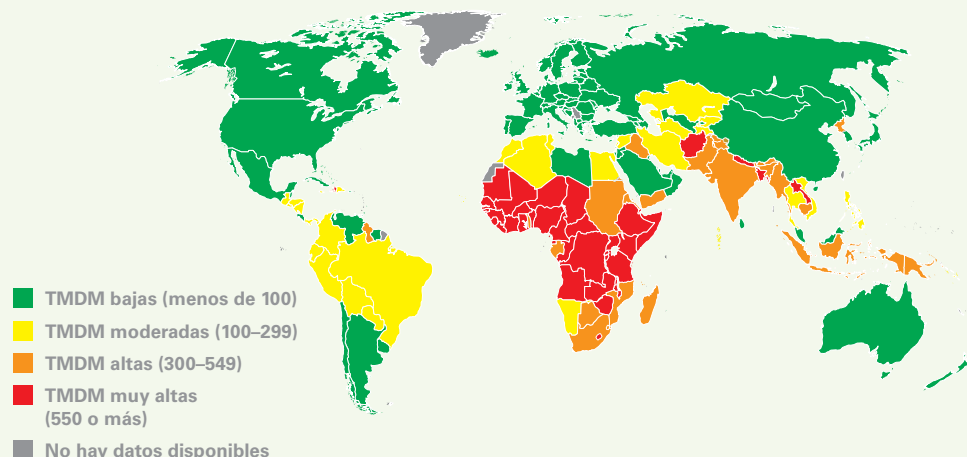 TMDM bajas (menos de 100)
TMDM moderadas (100–299)
TMDM altas (300–549)
TMDM muy altas
(550 o más)
No hay datos disponibles